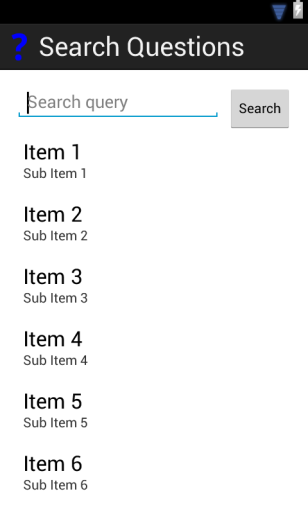 ? Search Questions
Search query
Search
Item 1
Sub Item 1
Item 2
Sub Item 2
Item 3
Sub Item 3
Item 4
Sub Item 4
Item 5
Sub Item 5
Item 6
Sub Item 6